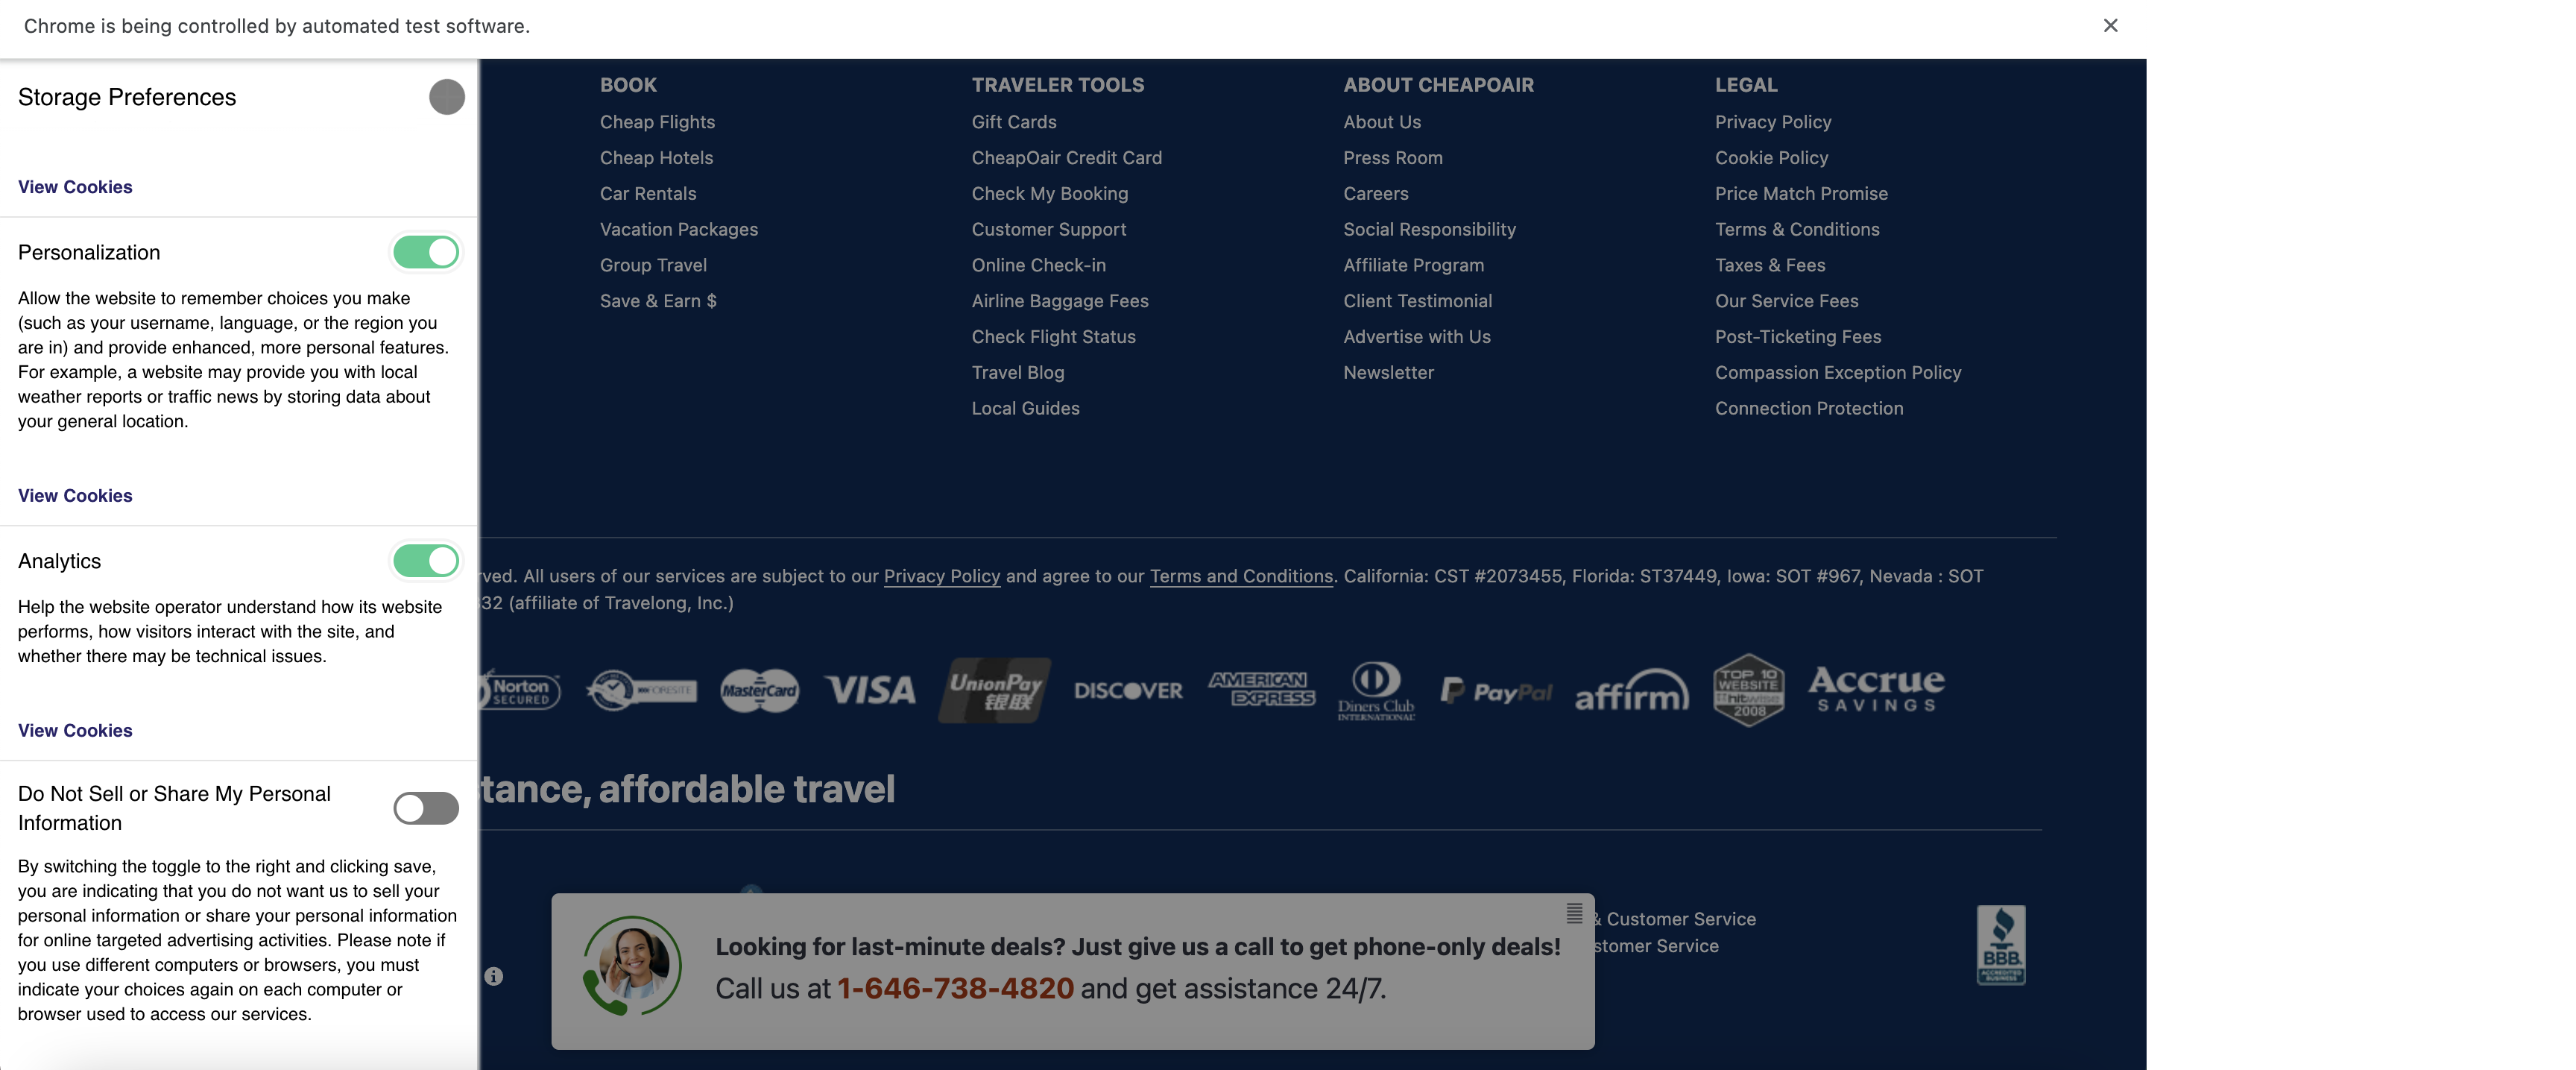 Chrome is being controlled by automated test software.
Storage Preferences
View Cookies
Personalization
Allow the website to remember choices you make
(such as your username, language, or the region you
are in) and provide enhanced, more personal features.
For example, a website may provide you with local
weather reports or traffic news by storing data about
your general location.
View Cookies
Analytics
Help the website operator understand how its website
performs, how visitors interact with the site, and
whether there may be technical issues.
View Cookies
Do Not Sell or Share My Personal
Information
By switching the toggle to the right and clicking save,
you are indicating that you do not want us to sell your
personal information or share your personal information
for online targeted advertising activities. Please note if
you use different computers or browsers, you must
indicate your choices again on each computer or
browser used to access our services.
BOOK
Cheap Flights
Cheap Hotels
Car Rentals
Vacation Packages
Group Travel
Save & Earn $
TRAVELER TOOLS
Gift Cards
CheapOair Credit Card
Check My Booking
Customer Support
Online Check-in
Airline Baggage Fees
Check Flight Status
Travel Blog
Local Guides
ABOUT CHEAPOAIR
About Us
Press Room
Careers
Social Responsibility
Affiliate Program
Client Testimonial
Advertise with Us
Newsletter
LEGAL
Privacy Policy
Cookie Policy
Price Match Promise
Terms & Conditions
Taxes & Fees
Our Service Fees
Post-Ticketing Fees
Compassion Exception Policy
Connection Protection
rved. All users of our services are subject to our Privacy Policy and agree to our Terms and Conditions. California: CST #2073455, Florida: ST37449, Iowa: SOT #967, Nevada : SOT
32 (affiliate of Travelong, Inc.)
Norton
SECURED
MasterCard
VISA
UnionPay
银联
DISCOVER
AMERICAN
EXPRESS
Diners Club
INTERNATIONAL
PayPal
affirm
TOP 10
WEBSITE
hitwise
2008
Accrue
SAVINGS
tance, affordable travel
& Customer Service
stomer Service
BBB
ACCREDITED
BUSINESS
Looking for last-minute deals? Just give us a call to get phone-only deals!
Call us at 1-646-738-4820 and get assistance 24/7.